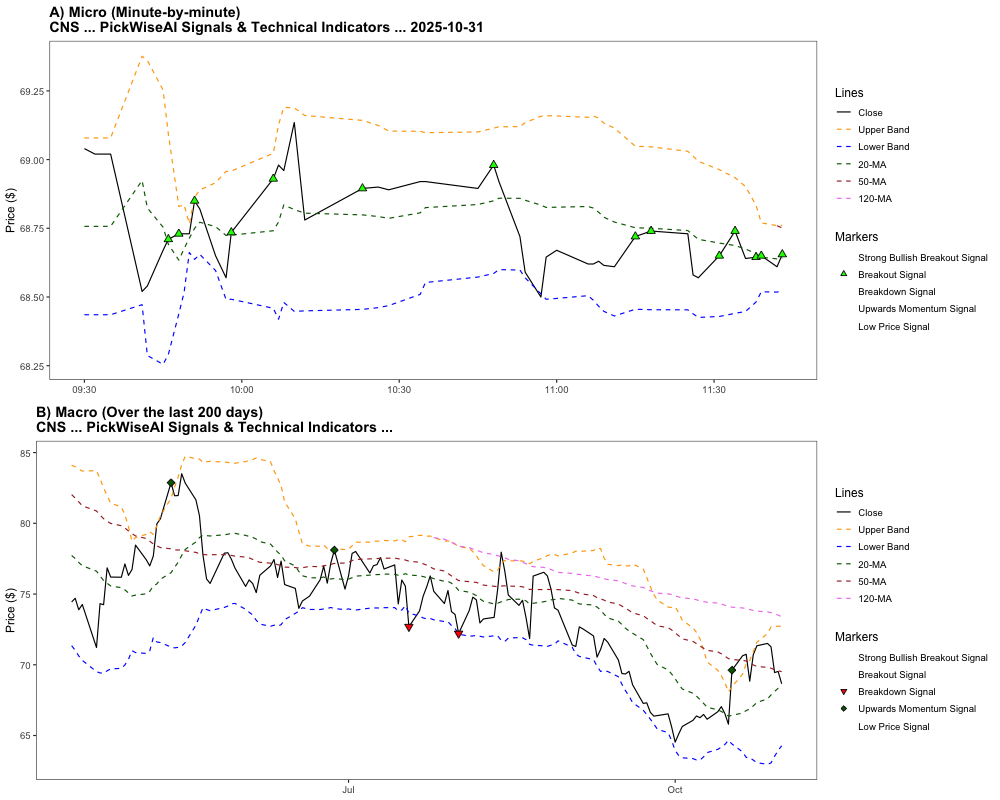 A) Micro (Minute-by-minute)
CNS ... PickWiseAI Signals & Technical Indicators ... 2025-10-31
Price ($)
69.25
69.00
68.75
68.50
68.25
09:30
10:00
10:30
11:00
11:30
Lines
Close
Upper Band
Lower Band
20-MA
50-MA
120-MA
Markers
Strong Bullish Breakout Signal
Breakout Signal
Breakdown Signal
Upwards Momentum Signal
Low Price Signal
B) Macro (Over the last 200 days)
CNS ... PickWiseAI Signals & Technical Indicators ...
Price ($)
85
80
75
70
65
Jul
Oct
Lines
Close
Upper Band
Lower Band
20-MA
50-MA
120-MA
Markers
Strong Bullish Breakout Signal
Breakout Signal
Breakdown Signal
Upwards Momentum Signal
Low Price Signal